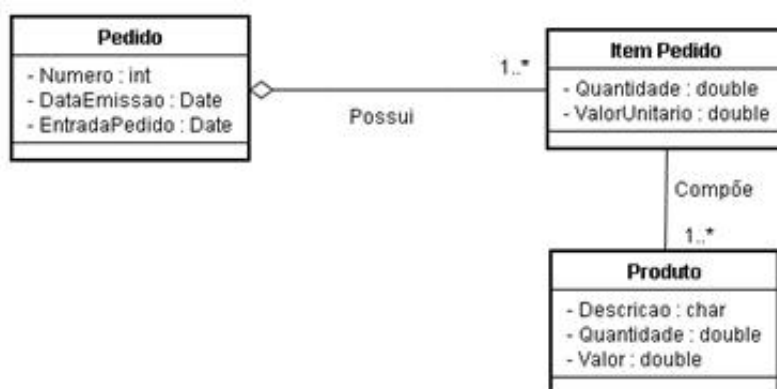 Pedido
- Numero : int
- DataEmissao : Date
- EntradaPedido : Date
Possui
1..*
Item Pedido
- Quantidade : double
- ValorUnitario : double
Compõe
1..*
Produto
- Descricao : char
- Quantidade : double
- Valor : double